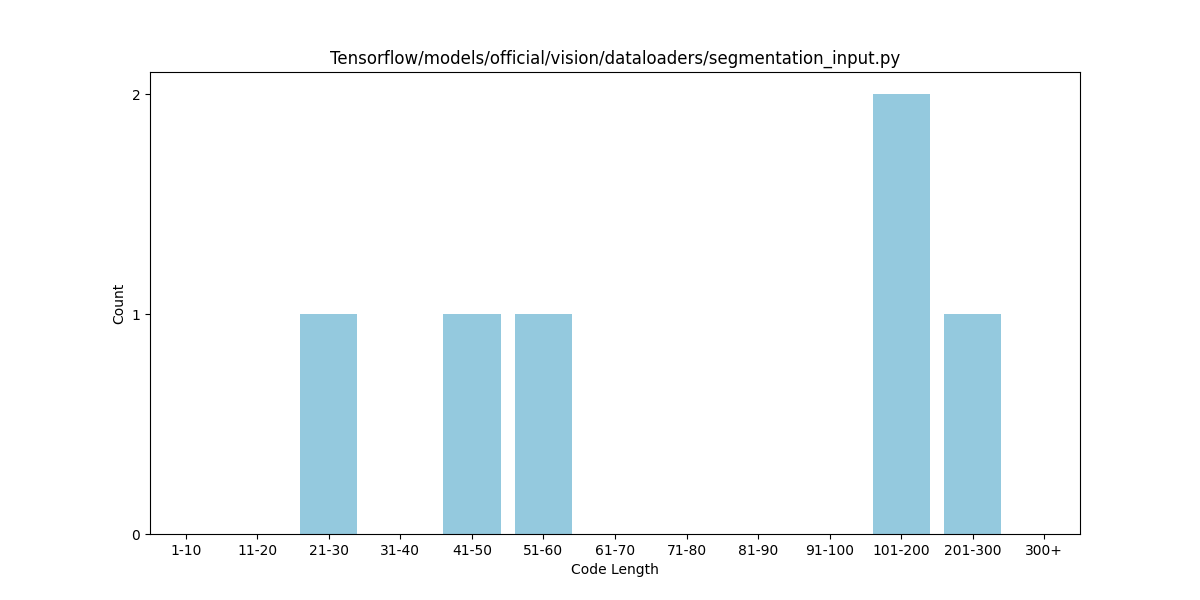 Tensorflow/models/official/vision/dataloaders/segmentation_input.py
2
1
0
Count
1-10 11-20 21-30 31-40 41-50 51-60 61-70 71-80 81-90 91-100 101-200 201-300 300+
Code Length